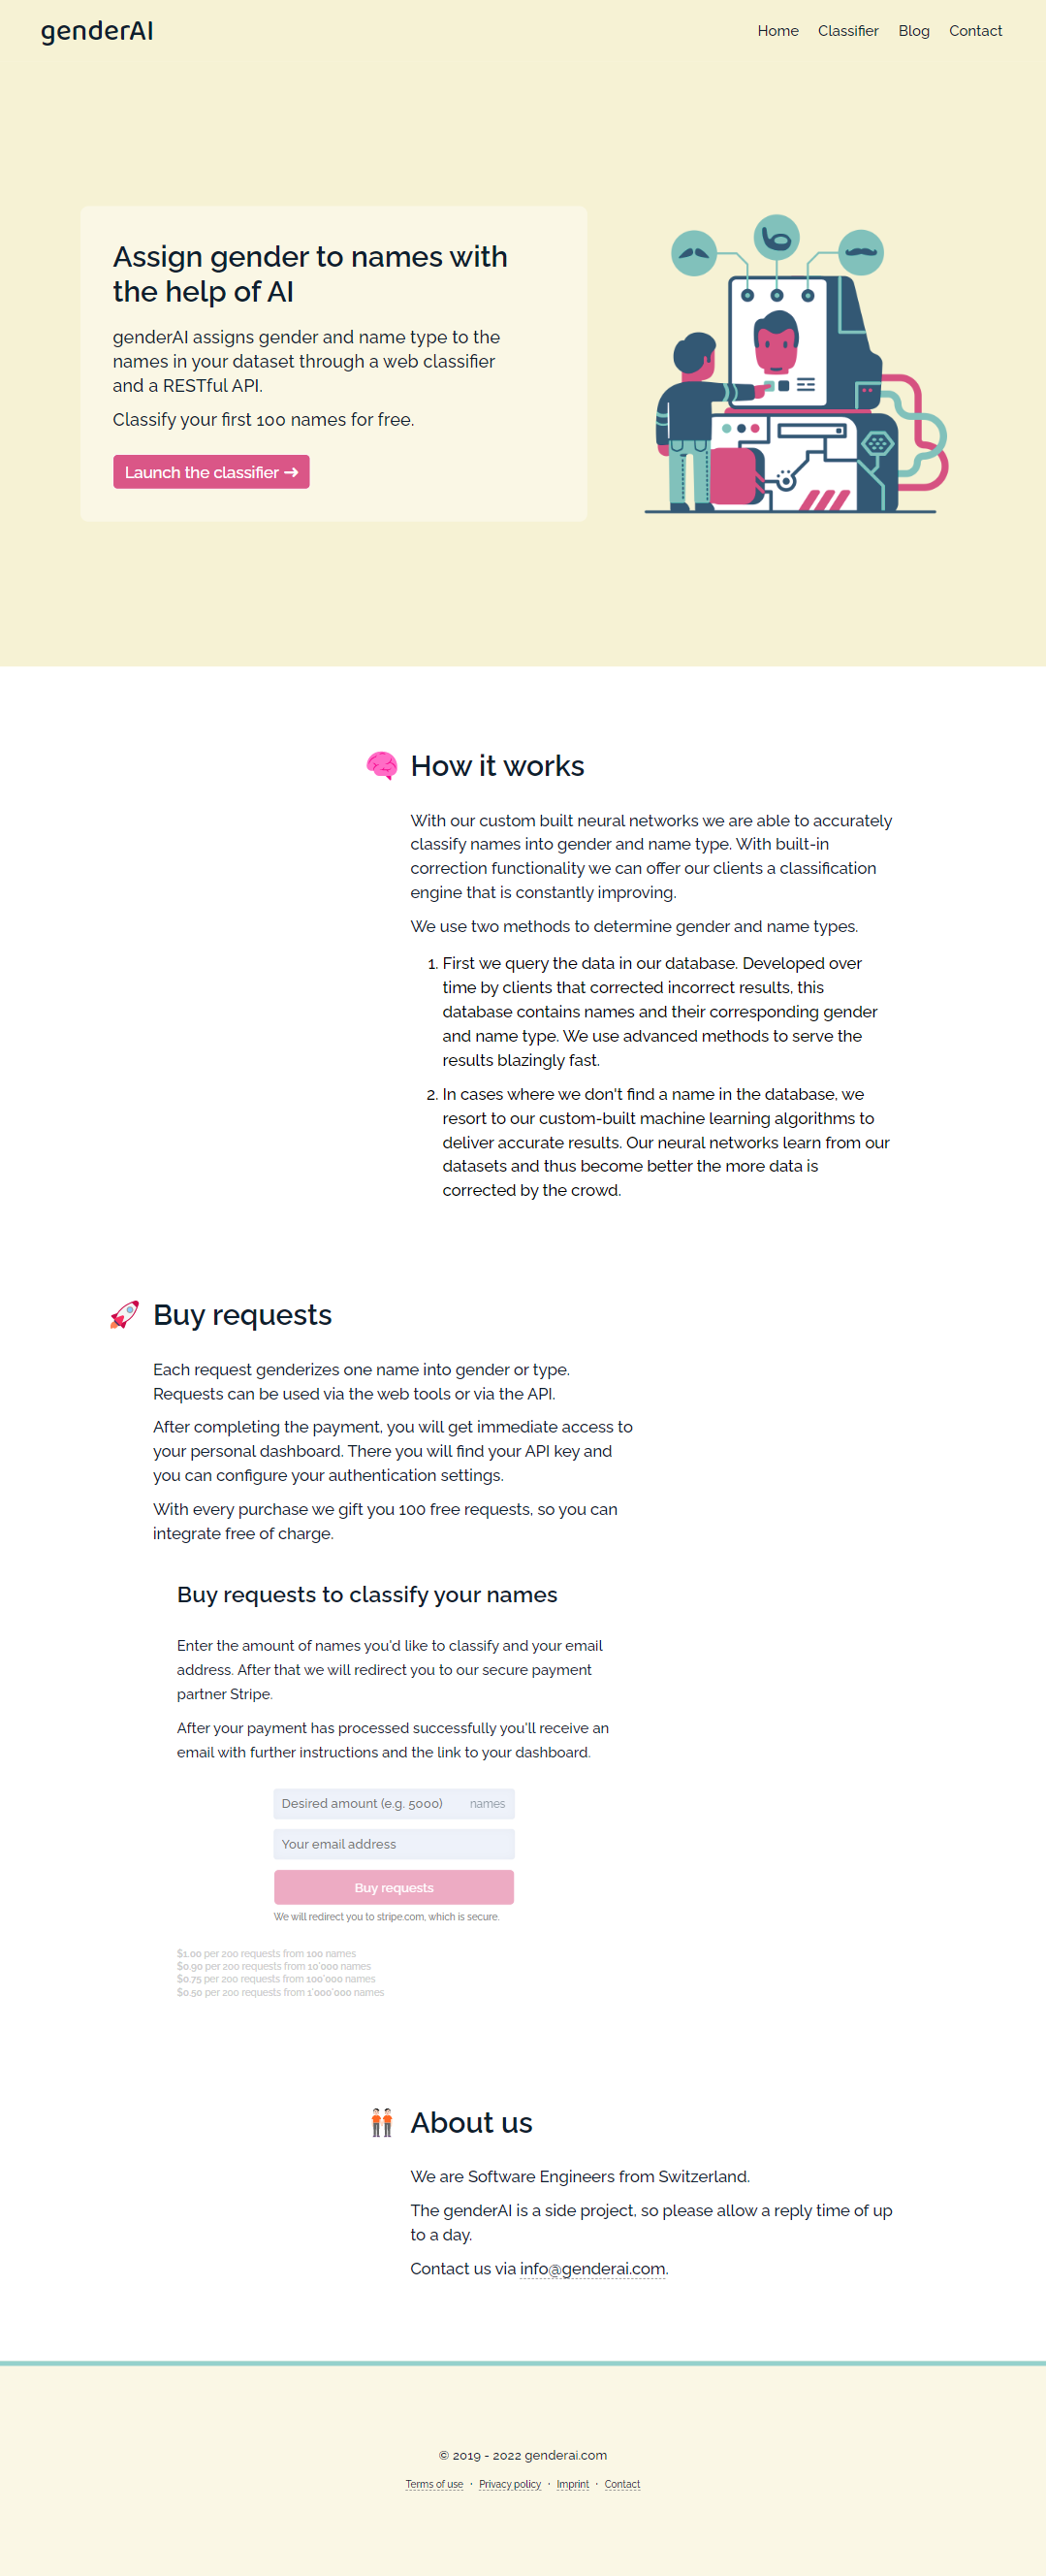 genderAI
Home Classifier Blog Contact
Assign gender to names with
the help of AI
genderAI assigns gender and name type to the
names in your dataset through a web classifier
and a RESTful API.
Classify your first 100 names for free.
Launch the classifier →
How it works
With our custom built neural networks we are able to accurately
classify names into gender and name type. With built-in
correction functionality we can offer our clients a classification
engine that is constantly improving.
We use two methods to determine gender and name types.
1. First we query the data in our database. Developed over
time by clients that corrected incorrect results, this
database contains names and their corresponding gender
and name type. We use advanced methods to serve the
results blazingly fast.
2. In cases where we don't find a name in the database, we
resort to our custom-built machine learning algorithms to
deliver accurate results. Our neural networks learn from our
datasets and thus become better the more data is
corrected by the crowd.
Buy requests
Each request genderizes one name into gender or type.
Requests can be used via the web tools or via the API.
After completing the payment, you will get immediate access to
your personal dashboard. There you will find your API key and
you can configure your authentication settings.
With every purchase we gift you 100 free requests, so you can
integrate free of charge.
Buy requests to classify your names
Enter the amount of names you'd like to classify and your email
address. After that we will redirect you to our secure payment
partner Stripe.
After your payment has processed successfully you'll receive an
email with further instructions and the link to your dashboard.
Desired amount (e.g. 5000) names
Your email address
Buy requests
We will redirect you to stripe.com, which is secure.
$1.00 per 200 requests from 100 names
$0.90 per 200 requests from 10'000 names
$0.75 per 200 requests from 100'000 names
$0.50 per 200 requests from 1'000'000 names
About us
We are Software Engineers from Switzerland.
The genderAI is a side project, so please allow a reply time of up
to a day.
Contact us via info@genderai.com.
© 2019 - 2022 genderai.com
Terms of use · Privacy policy · Imprint · Contact